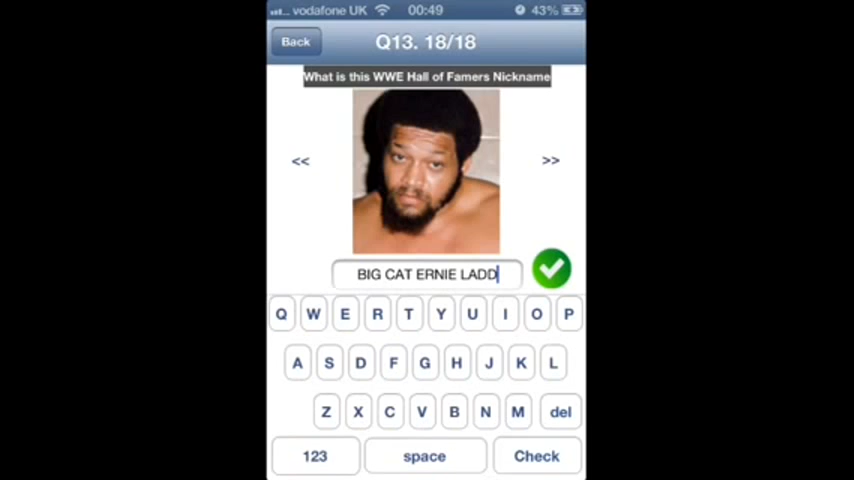 vodafone UK 00:49 43%
Back Q13. 18/18
What is this WWE Hall of Famers Nickname
<< >>
BIG CAT ERNIE LADD
Q W E R T Y U I O P
A S D F G H J K L
Z X C V B N M del
123 space Check